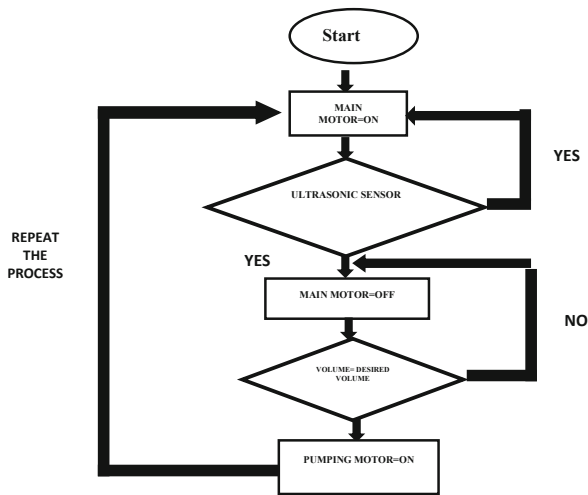 Start
MAIN
MOTOR=ON
YES
ULTRASONIC SENSOR
REPEAT
THE
PROCESS
YES
MAIN MOTOR=OFF
NO
VOLUME= DESIRED
VOLUME
PUMPING MOTOR=ON